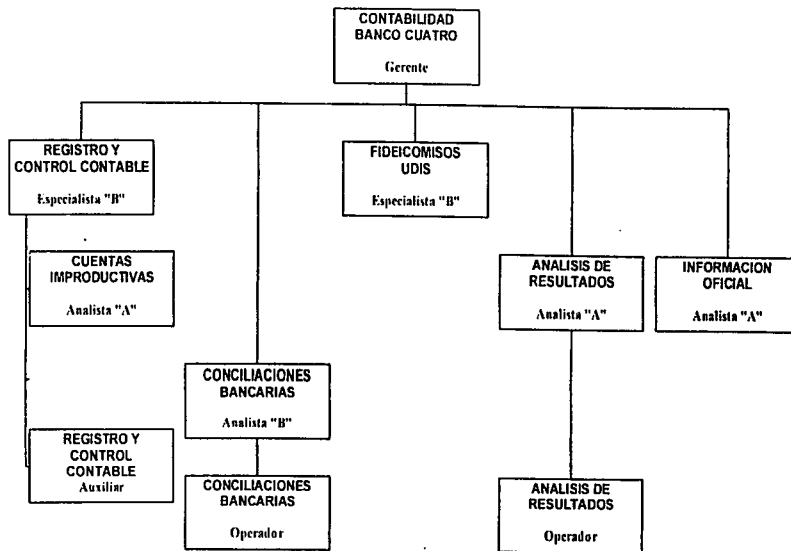 CONTABILIDAD
BANCO CUATRO
Gerente
REGISTRO Y
CONTROL CONTABLE
Especialista "B"
FIDEICOMISOS
UDIS
Especialista "B"
CUENTAS
IMPRODUCTIVAS
Analista "A"
ANALISIS DE
RESULTADOS
Analista "A"
INFORMACION
OFICIAL
Analista "A"
CONCILIACIONES
BANCARIAS
Analista "B"
REGISTRO Y
CONTROL
CONTABLE
Auxiliar
CONCILIACIONES
BANCARIAS
Operador
ANALISIS DE
RESULTADOS
Operador